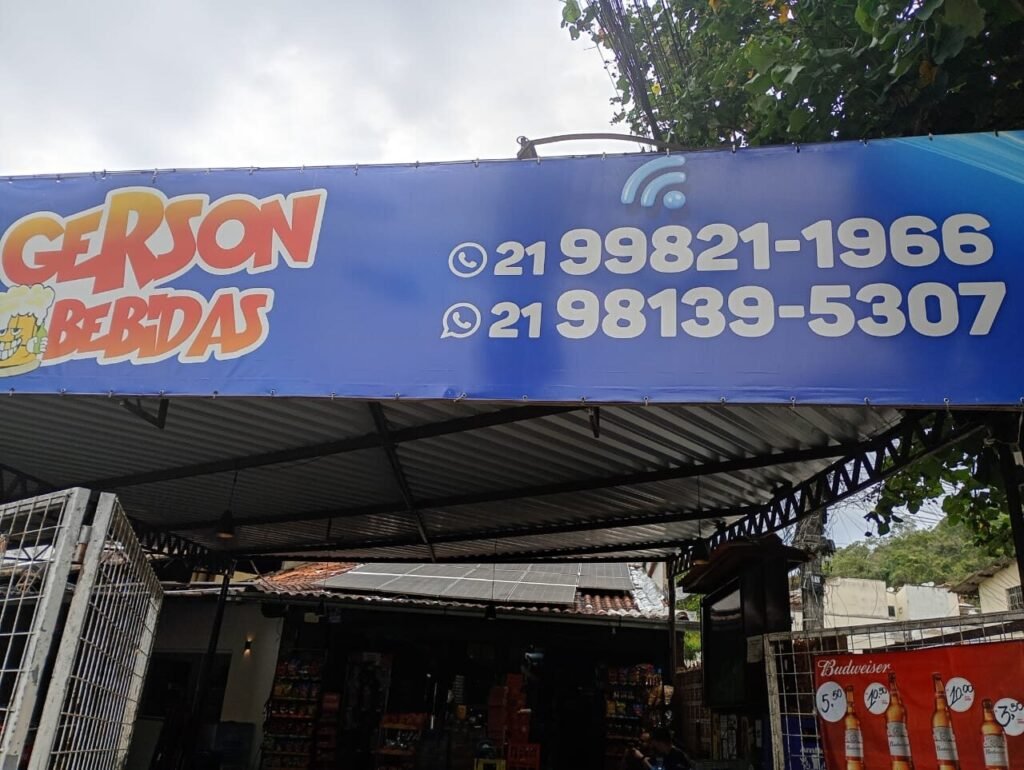 GERSON
BEBIDAS
21 99821-1966
21 98139-5307
Budweiser
5,50
10,50
10,00
3,50